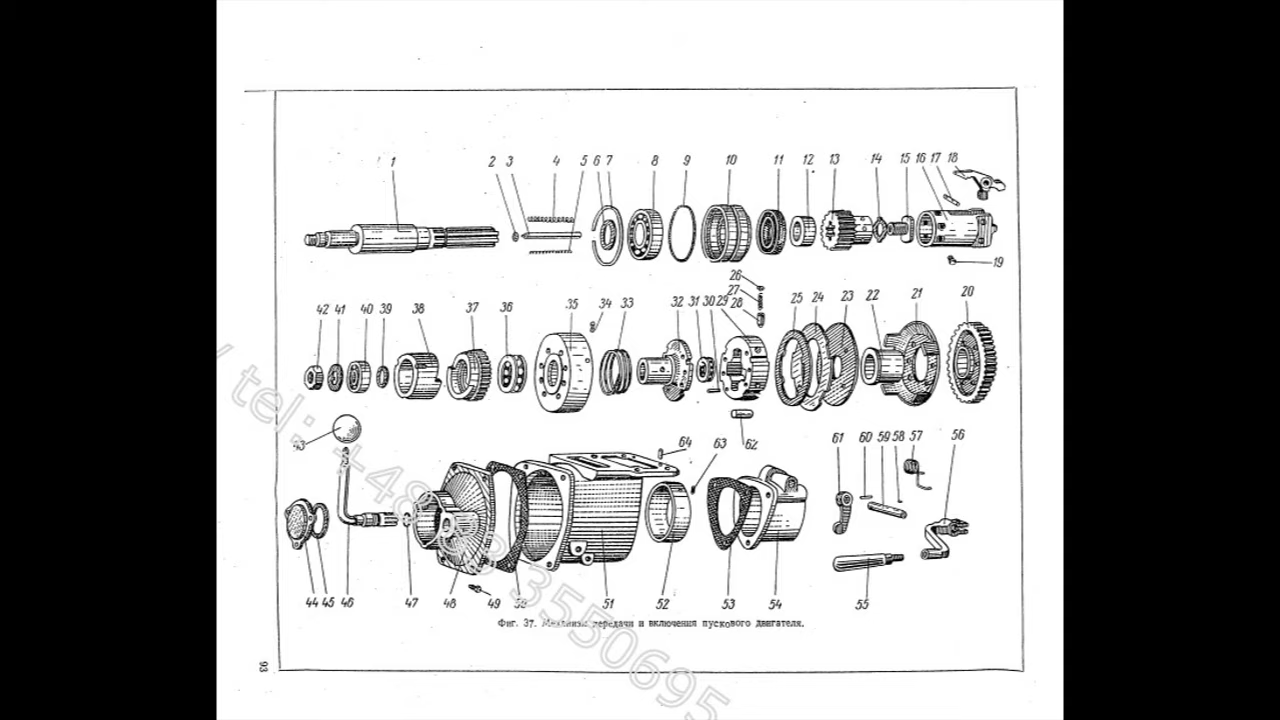 1 2 3 4 5 6 7 8 9 10 11 12 13 14 15 16 17 18
19
26
27
28
42 41 40 39 38 37 36 35 34 33 32 31 30 29 25 24 23 22 21 20
43
64 63 62 61 60 59 58 57 56
44 45 46 47 48 49 50 51 52 53 54 55
Фиг. 37. Механизм передачи и включения пускового двигателя.
93
tel: +48 3550695